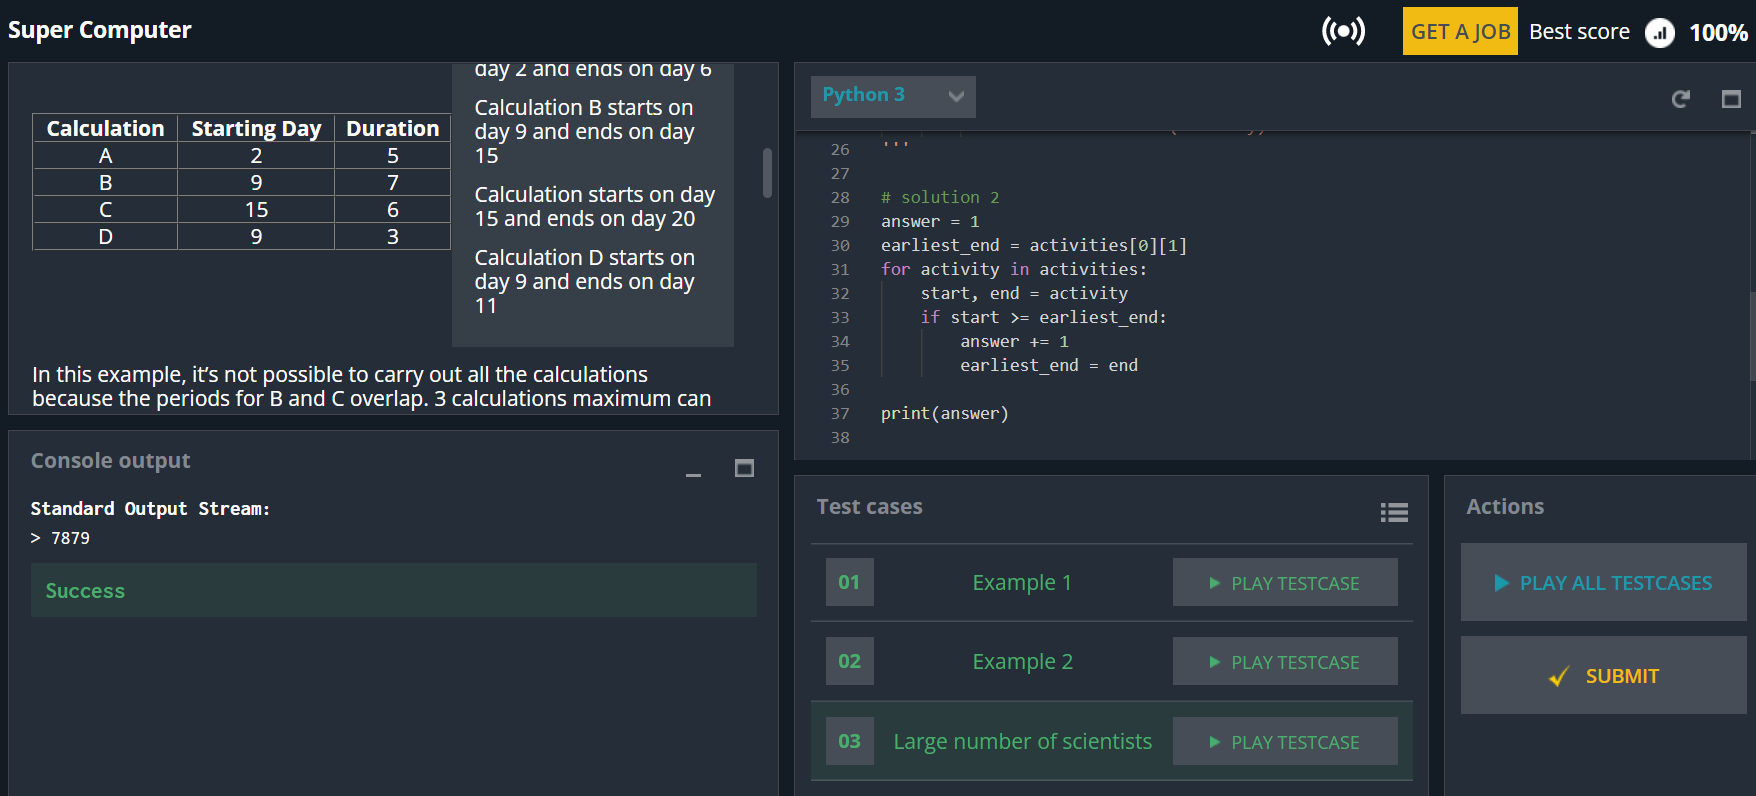 Super Computer
GET A JOB
Best score
100%
day 2 and ends on day 6
Calculation B starts on
day 9 and ends on day
15
Calculation starts on day
15 and ends on day 20
Calculation D starts on
day 9 and ends on day
11
Calculation Starting Day Duration
A 2 5
B 9 7
C 15 6
D 9 3
In this example, it’s not possible to carry out all the calculations
because the periods for B and C overlap. 3 calculations maximum can
Console output
Standard Output Stream:
> 7879
Success
Python 3
26 '''
27
28 # solution 2
29 answer = 1
30 earliest_end = activities[0][1]
31 for activity in activities:
32 start, end = activity
33 if start >= earliest_end:
34 answer += 1
35 earliest_end = end
36
37 print(answer)
38
Test cases
01 Example 1 PLAY TESTCASE
02 Example 2 PLAY TESTCASE
03 Large number of scientists PLAY TESTCASE
Actions
PLAY ALL TESTCASES
SUBMIT